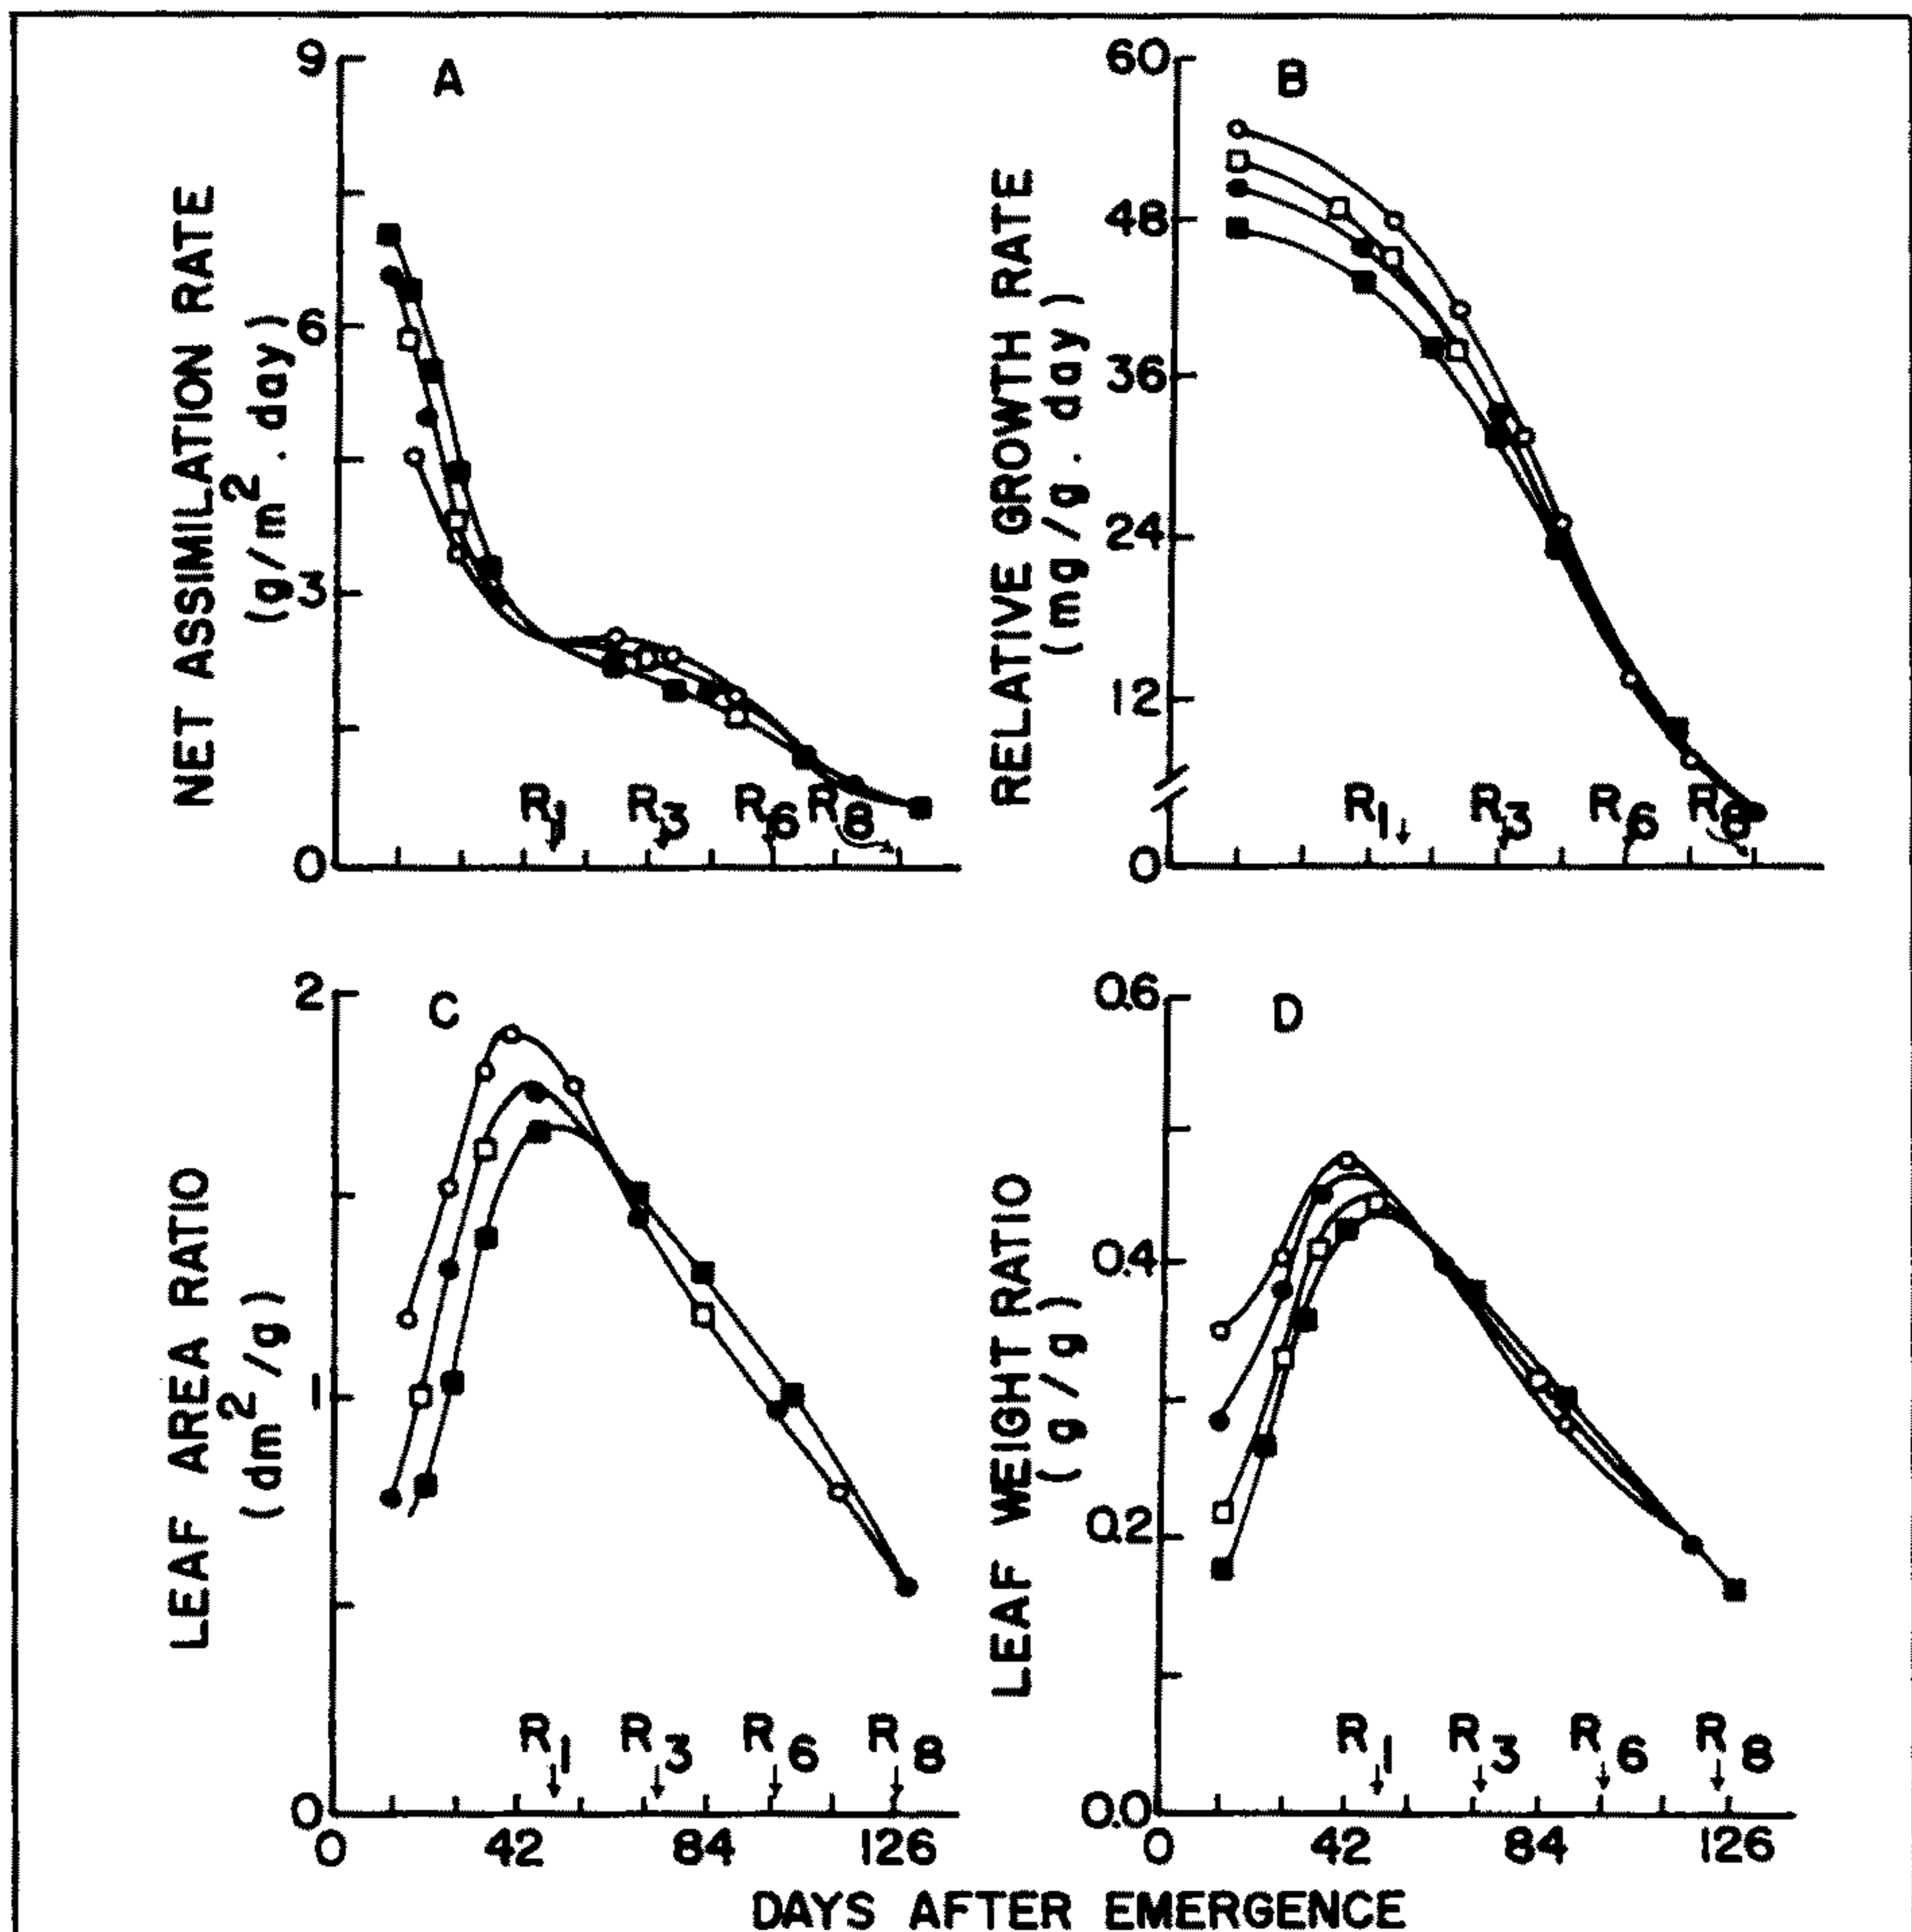 A
9
6
3
0
NET ASSIMILATION RATE
(g/m². day)
R₁ R₃ R₆ R₈
B
60
48
36
24
12
0
RELATIVE GROWTH RATE
(mg/g. day)
R₁ R₃ R₆ R₈
C
2
1
0
LEAF AREA RATIO
(dm²/g)
R₁ R₃ R₆ R₈
0 42 84 126
D
0.6
0.4
0.2
0.0
LEAF WEIGHT RATIO
(g/g)
R₁ R₃ R₆ R₈
0 42 84 126
DAYS AFTER EMERGENCE